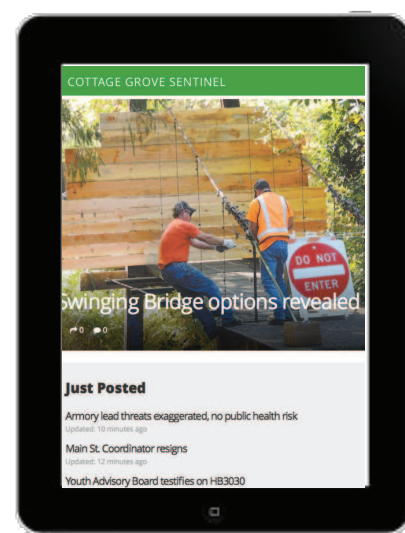 COTTAGE GROVE SENTINEL
DO NOT
ENTER
Swinging Bridge options revealed
0 0
Just Posted
Armory lead threats exaggerated, no public health risk
Updated: 10 minutes ago
Main St. Coordinator resigns
Updated: 12 minutes ago
Youth Advisory Board testifies on HB3030